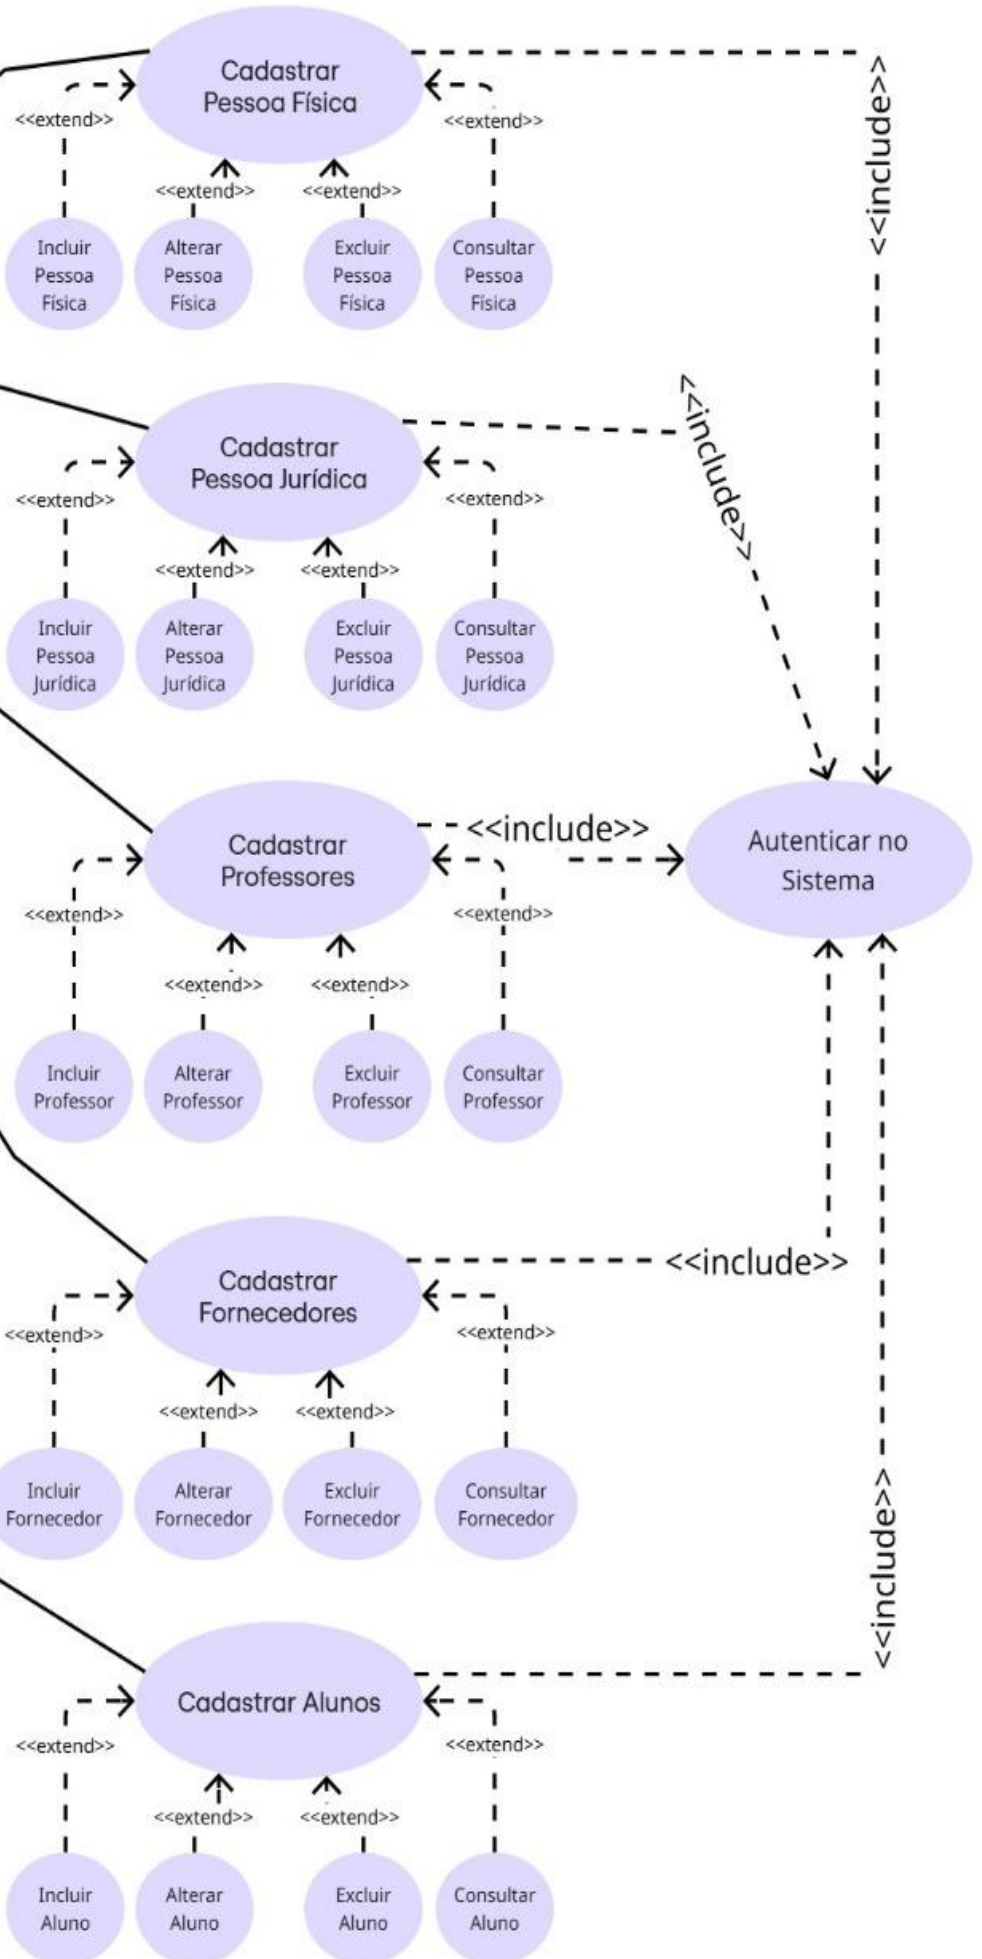 Cadastrar
Pessoa Física
<<include>>
<<extend>>
<<extend>>
<<extend>>
<<extend>>
Incluir
Pessoa
Física
Alterar
Pessoa
Física
Excluir
Pessoa
Física
Consultar
Pessoa
Física
Cadastrar
Pessoa Jurídica
<<include>>
<<extend>>
<<extend>>
<<extend>>
<<extend>>
Incluir
Pessoa
Jurídica
Alterar
Pessoa
Jurídica
Excluir
Pessoa
Jurídica
Consultar
Pessoa
Jurídica
Cadastrar
Professores
<<include>>
Autenticar no
Sistema
<<extend>>
<<extend>>
<<extend>>
<<extend>>
Incluir
Professor
Alterar
Professor
Excluir
Professor
Consultar
Professor
Cadastrar
Fornecedores
<<include>>
<<extend>>
<<extend>>
<<extend>>
<<extend>>
Incluir
Fornecedor
Alterar
Fornecedor
Excluir
Fornecedor
Consultar
Fornecedor
<<include>>
Cadastrar Alunos
<<extend>>
<<extend>>
<<extend>>
<<extend>>
Incluir
Aluno
Alterar
Aluno
Excluir
Aluno
Consultar
Aluno